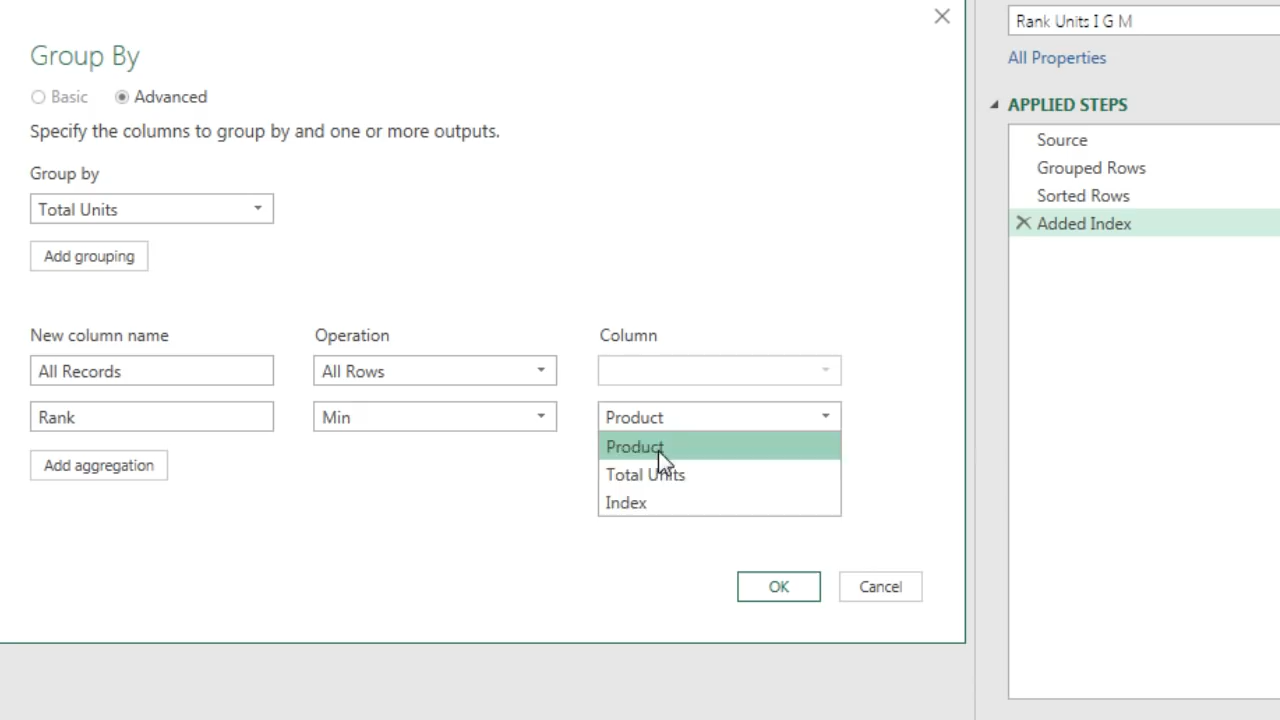 Group By
Basic
Advanced
Specify the columns to group by and one or more outputs.
Group by
Total Units
Add grouping
New column name
Operation
Column
All Records
All Rows
Rank
Min
Product
Product
Total Units
Index
Add aggregation
OK
Cancel
Rank Units I G M
All Properties
APPLIED STEPS
Source
Grouped Rows
Sorted Rows
Added Index